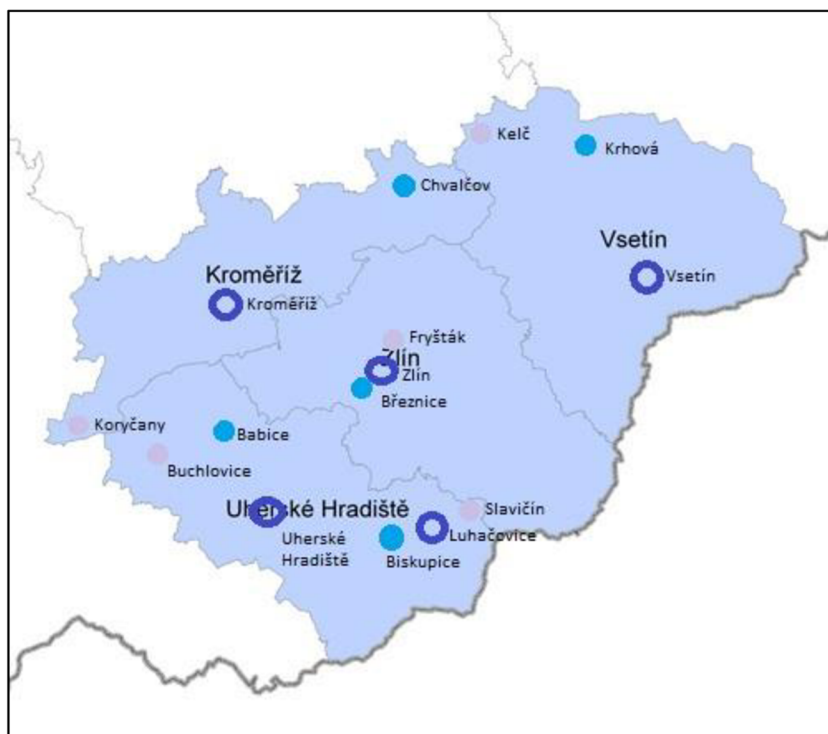 Kelč
Krhová
Chvalčov
Vsetín
Vsetín
Kroměříž
Kroměříž
Fryšták
Zlín
Zlín
Březnice
Koryčany
Babice
Buchlovice
Uherské Hradiště
Slavičín
Luhačovice
Uherské
Hradiště
Biskupice